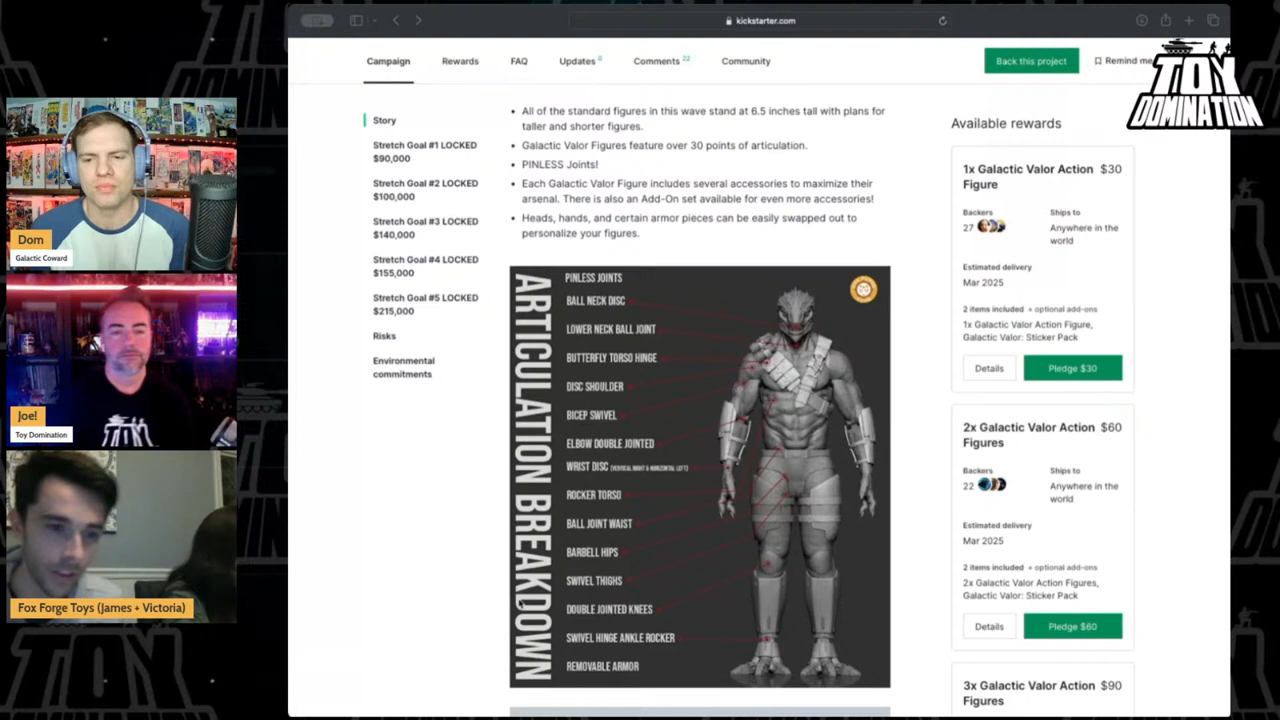 kickstarter.com
Campaign
Rewards
FAQ
Updates 0
Comments 22
Community
Back this project
Remind me
TOY
DOMINATION
Story
Stretch Goal #1 LOCKED
$90,000
Stretch Goal #2 LOCKED
$100,000
Stretch Goal #3 LOCKED
$140,000
Stretch Goal #4 LOCKED
$155,000
Stretch Goal #5 LOCKED
$215,000
Risks
Environmental
commitments
All of the standard figures in this wave stand at 6.5 inches tall with plans for
taller and shorter figures.
Galactic Valor Figures feature over 30 points of articulation.
PINLESS Joints!
Each Galactic Valor Figure includes several accessories to maximize their
arsenal. There is also an Add-On set available for even more accessories!
Heads, hands, and certain armor pieces can be easily swapped out to
personalize your figures.
ARTICULATION BREAKDOWN
PINLESS JOINTS
BALL NECK DISC
LOWER NECK BALL JOINT
BUTTERFLY TORSO HINGE
DISC SHOULDER
BICEP SWIVEL
ELBOW DOUBLE JOINTED
WRIST DISC (VERTICAL RIGHT & HORIZONTAL LEFT)
ROCKER TORSO
BALL JOINT WAIST
BARBELL HIPS
SWIVEL THIGHS
DOUBLE JOINTED KNEES
SWIVEL HINGE ANKLE ROCKER
REMOVABLE ARMOR
Available rewards
1x Galactic Valor Action
Figure
$30
Backers
27
Ships to
Anywhere in the
world
Estimated delivery
Mar 2025
2 items included + optional add-ons
1x Galactic Valor Action Figure,
Galactic Valor: Sticker Pack
Details
Pledge $30
2x Galactic Valor Action
Figures
$60
Backers
22
Ships to
Anywhere in the
world
Estimated delivery
Mar 2025
2 items included + optional add-ons
2x Galactic Valor Action Figures,
Galactic Valor: Sticker Pack
Details
Pledge $60
3x Galactic Valor Action
Figures
$90
Dom
Galactic Coward
Joe!
Toy Domination
Fox Forge Toys (James + Victoria)